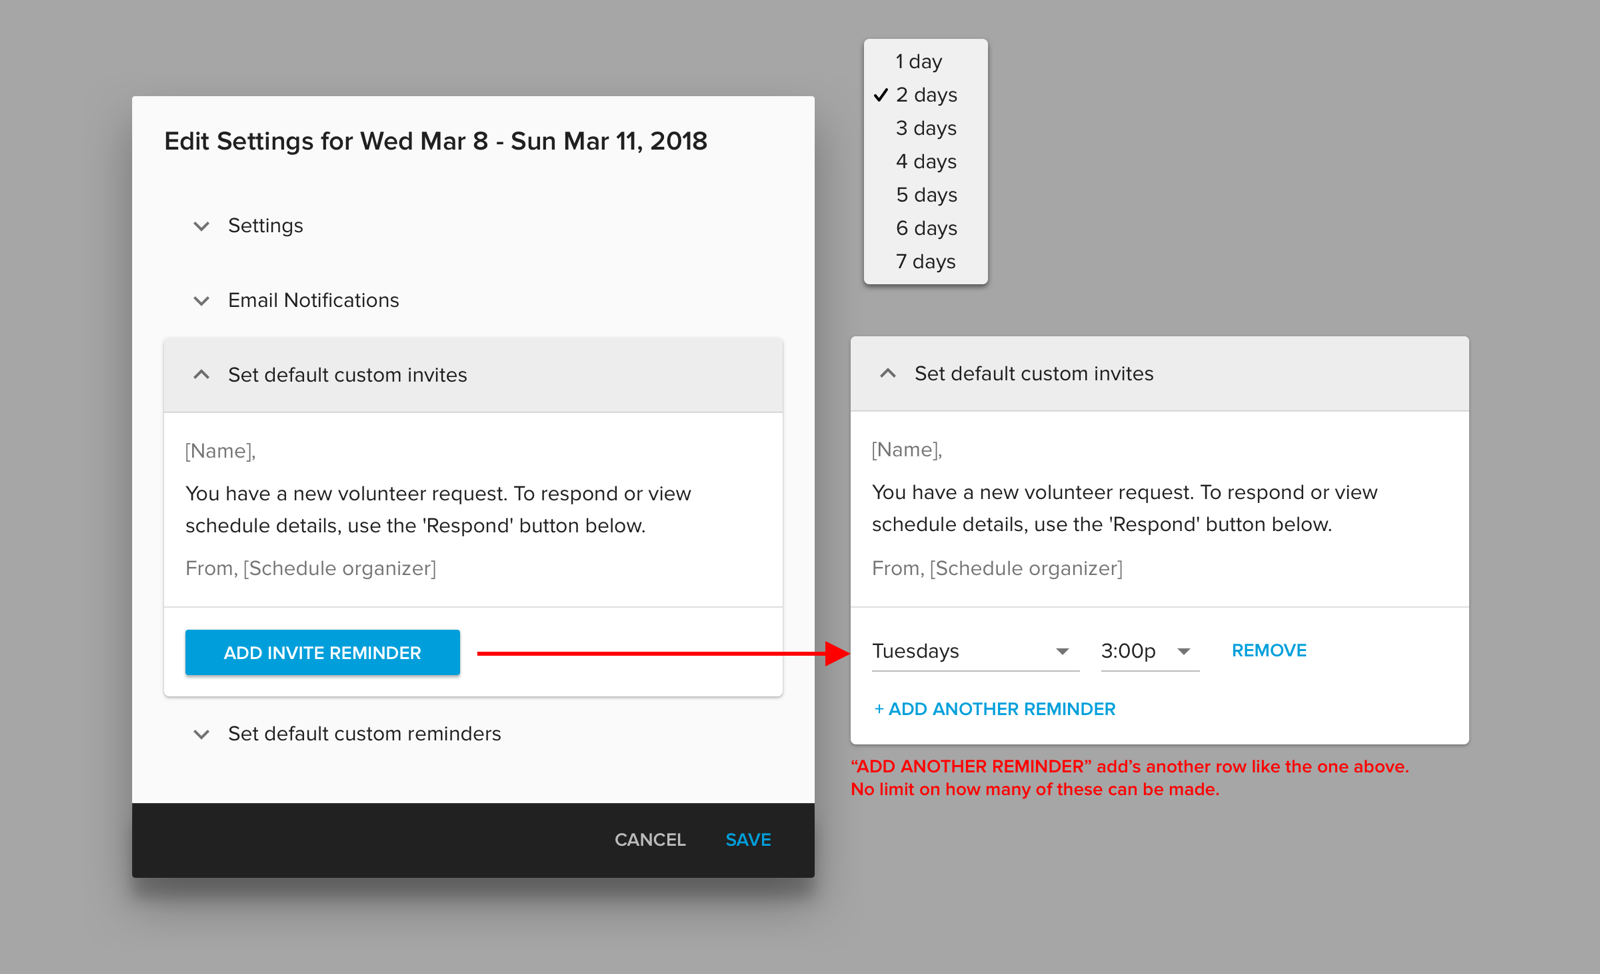 Edit Settings for Wed Mar 8 - Sun Mar 11, 2018
Settings
Email Notifications
Set default custom invites
[Name],
You have a new volunteer request. To respond or view
schedule details, use the 'Respond' button below.
From, [Schedule organizer]
ADD INVITE REMINDER
Set default custom reminders
CANCEL SAVE
1 day
2 days
3 days
4 days
5 days
6 days
7 days
Set default custom invites
[Name],
You have a new volunteer request. To respond or view
schedule details, use the 'Respond' button below.
From, [Schedule organizer]
Tuesdays 3:00p REMOVE
+ ADD ANOTHER REMINDER
“ADD ANOTHER REMINDER” add’s another row like the one above.
No limit on how many of these can be made.